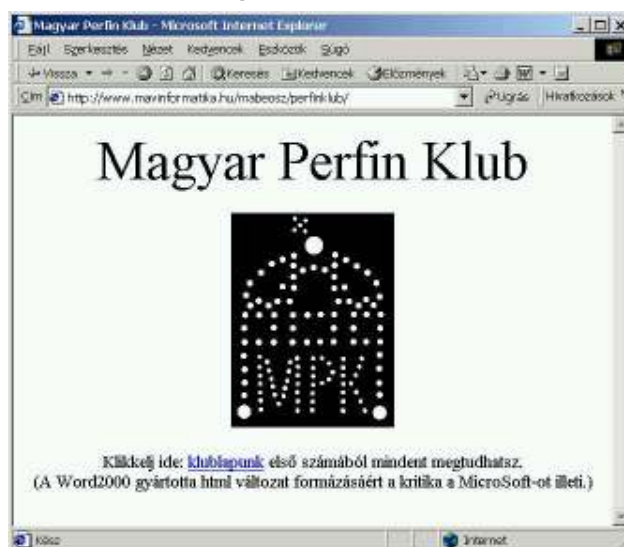 Magyar Perfin Klub - Microsoft Internet Explorer
Fájl Szerkesztés Nézet Kedvencek Eszközök Súgó
Vissza Keresés Kedvencek Előzmények
Cím http://www.mavinformatika.hu/mabeosz/perfinklub/ Ugrás Hivatkozások
Magyar Perfin Klub
MPK
Klikkelj ide: klublapunk első számából mindent megtudhatsz.
(A Word2000 gyártotta html változat formázásáért a kritika a MicroSoft-ot illeti.)
Kész Internet